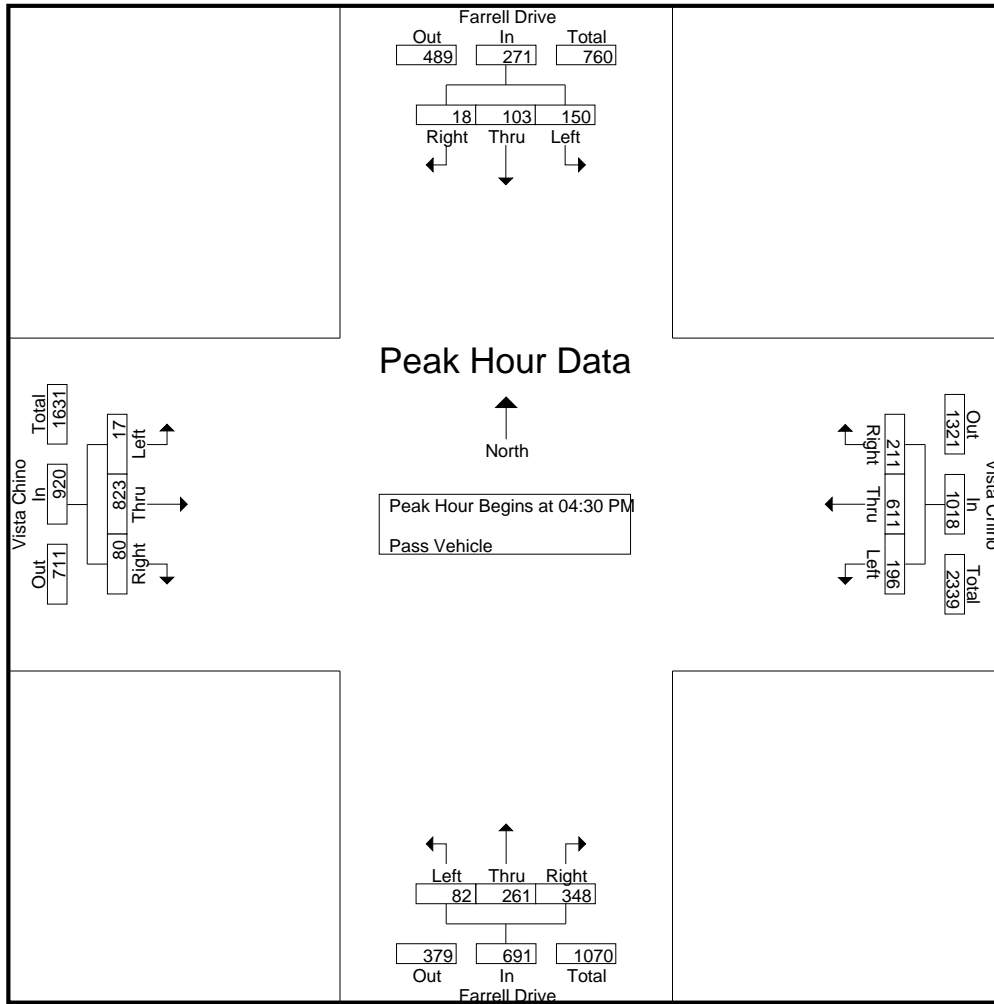 Farrell Drive
Out In Total
489 271 760
18 103 150
Right Thru Left
Peak Hour Data
North
Peak Hour Begins at 04:30 PM
Pass Vehicle
Vista Chino
Total In Out
1631 920 711
17 823 80
Left Thru Right
Right Thru Left
211 611 196
Out In Total
1321 1018 2339
Vista Chino
Left Thru Right
82 261 348
379 691 1070
Out In Total
Farrell Drive